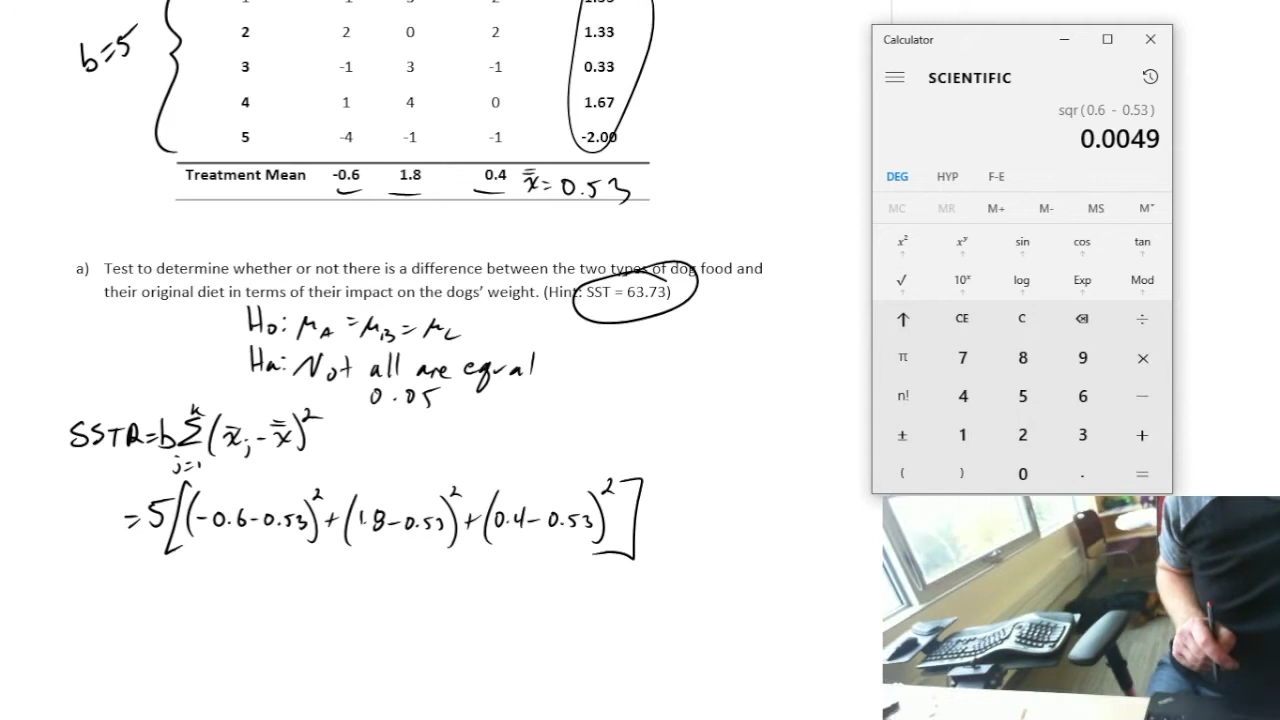 2 2 0 2 1.33
b=5
3 -1 3 -1 0.33
4 1 4 0 1.67
5 -4 -1 -1 -2.00
Treatment Mean -0.6 1.8 0.4 x̿ = 0.53
a) Test to determine whether or not there is a difference between the two types of dog food and
their original diet in terms of their impact on the dogs’ weight. (Hint: SST = 63.73)
Ho: μA = μB = μC
Ha: Not all are equal
0.05
SSTR = b Σ (x̄j - x̿)²
k
j=1
= 5[(-0.6-0.53)² + (1.8-0.53)² + (0.4-0.53)²]
Calculator
SCIENTIFIC
sqr(0.6 - 0.53)
0.0049
DEG HYP F-E
MC MR M+ M- MS M˅
x² xʸ sin cos tan
√ 10ˣ log Exp Mod
↑ CE C ⌫ ÷
π 7 8 9 ×
n! 4 5 6 −
± 1 2 3 +
( ) 0 . =